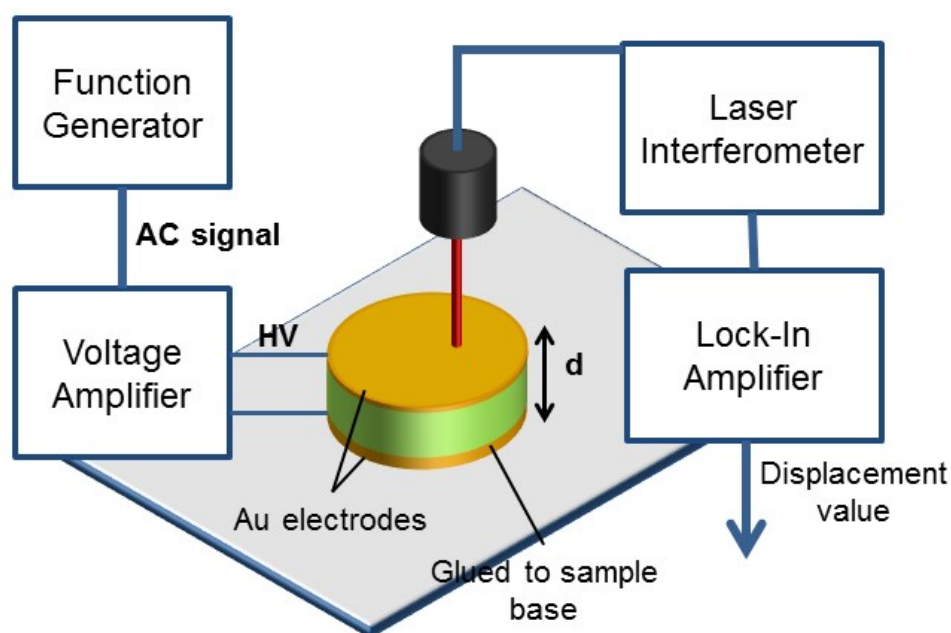 Function
Generator
AC signal
Voltage
Amplifier
HV
d
Au electrodes
Glued to sample
base
Laser
Interferometer
Lock-In
Amplifier
Displacement
value